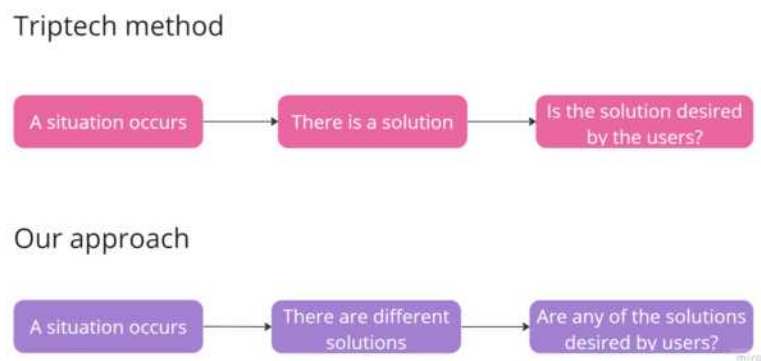 Triptech method
A situation occurs
There is a solution
Is the solution desired
by the users?
Our approach
A situation occurs
There are different
solutions
Are any of the solutions
desired by users?
miro